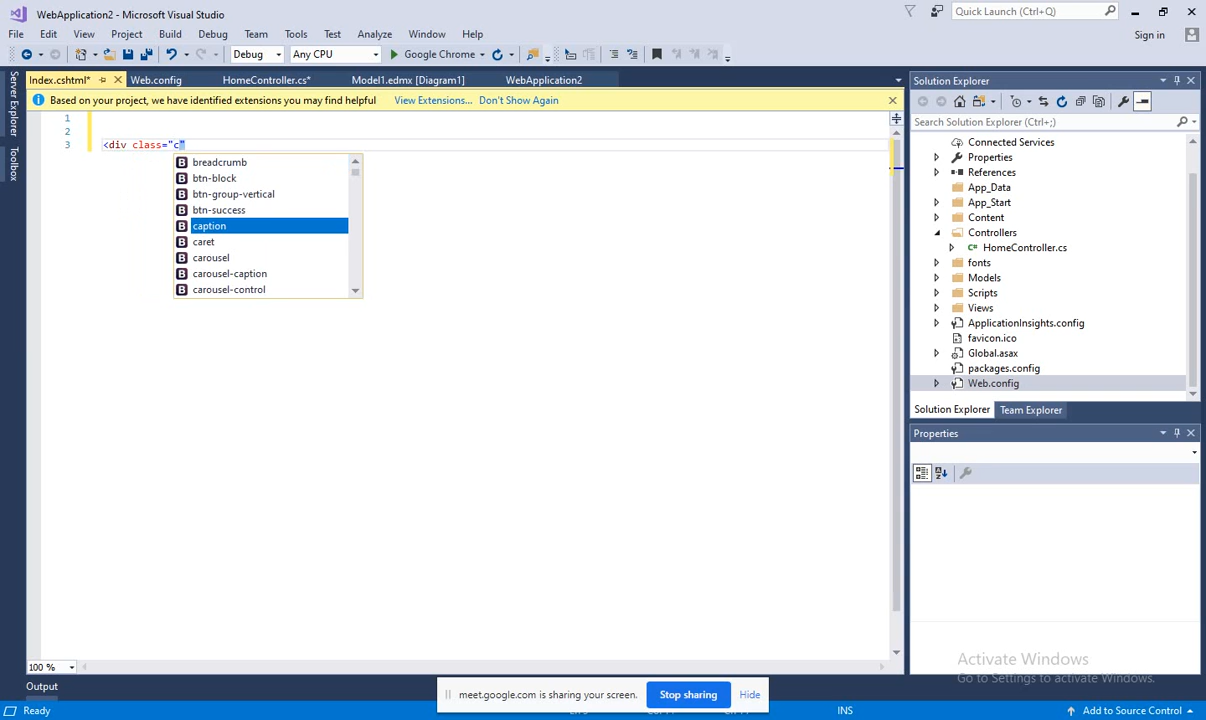 WebApplication2 - Microsoft Visual Studio
Quick Launch (Ctrl+Q)
File Edit View Project Build Debug Team Tools Test Analyze Window Help
Sign in
Debug Any CPU Google Chrome
Index.cshtml* Web.config HomeController.cs* Model1.edmx [Diagram1] WebApplication2
Based on your project, we have identified extensions you may find helpful View Extensions... Don't Show Again
Server Explorer
Toolbox
1
2
3 <div class="c"
breadcrumb
btn-block
btn-group-vertical
btn-success
caption
caret
carousel
carousel-caption
carousel-control
100 %
Output
Solution Explorer
Search Solution Explorer (Ctrl+;)
Connected Services
Properties
References
App_Data
App_Start
Content
Controllers
C# HomeController.cs
fonts
Models
Scripts
Views
ApplicationInsights.config
favicon.ico
Global.asax
packages.config
Web.config
Solution Explorer Team Explorer
Properties
Activate Windows
Go to Settings to activate Windows.
meet.google.com is sharing your screen. Stop sharing Hide
Ready
INS
Add to Source Control